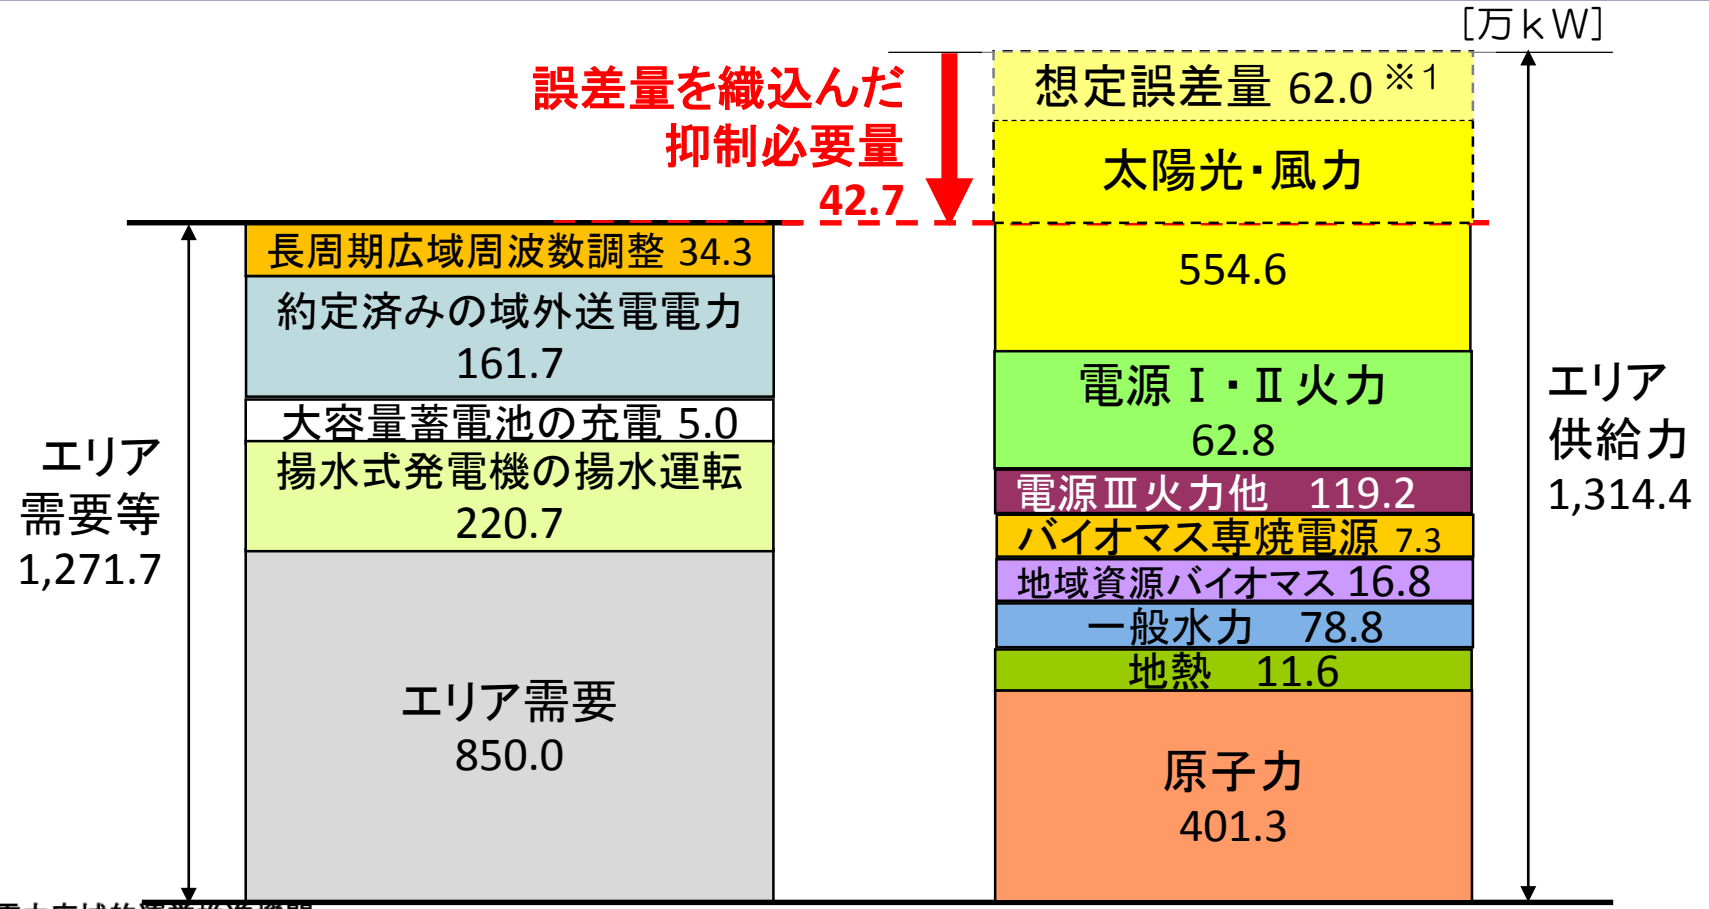 [万kW]
誤差量を織込んだ
抑制必要量
42.7
想定誤差量 62.0 ※1
太陽光・風力
554.6
長周期広域周波数調整 34.3
約定済みの域外送電電力
161.7
大容量蓄電池の充電 5.0
揚水式発電機の揚水運転
220.7
エリア需要
850.0
エリア
需要等
1,271.7
電源Ⅰ・Ⅱ火力
62.8
電源Ⅲ火力他 119.2
バイオマス専焼電源 7.3
地域資源バイオマス 16.8
一般水力 78.8
地熱 11.6
原子力
401.3
エリア
供給力
1,314.4